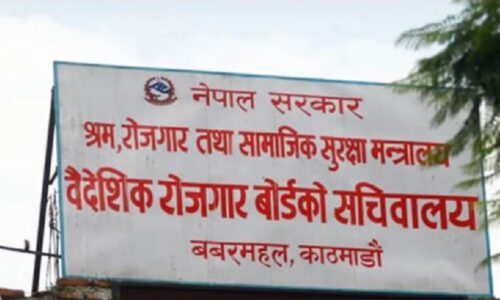 नेपाल सरकार
श्रम, रोजगार तथा सामाजिक सुरक्षा मन्त्रालय
वैदेशिक रोजगार बोर्डको सचिवालय
बबरमहल, काठमाडौं